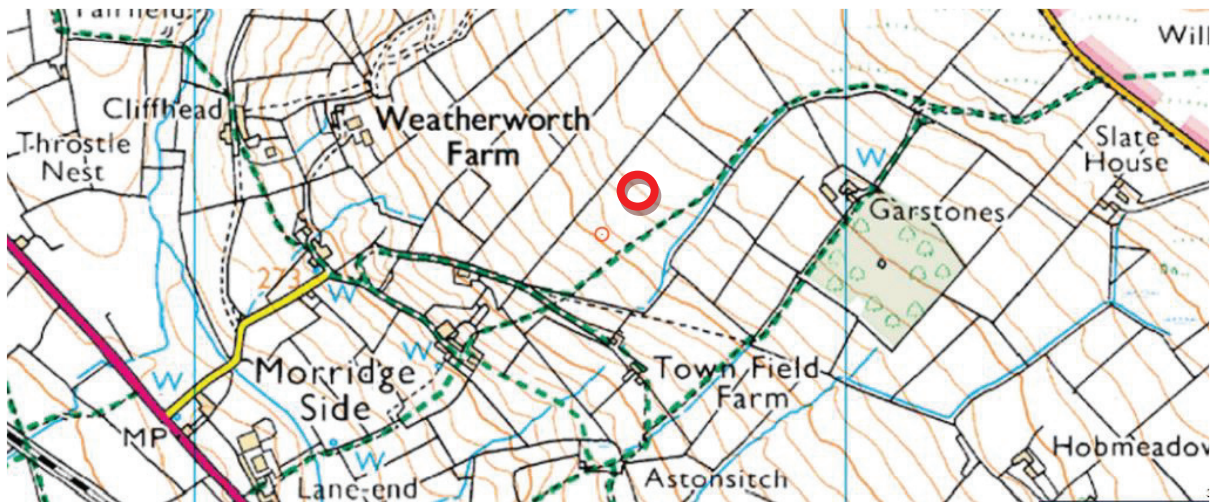 Fairfield
Will
Cliffhead
Weatherworth
Farm
Throstle
Nest
Slate
House
W
Garstones
273
W
W
Morridge
Side
Town Field
Farm
W
MP
W
Hobmeadow
Astonsitch
Lane-end